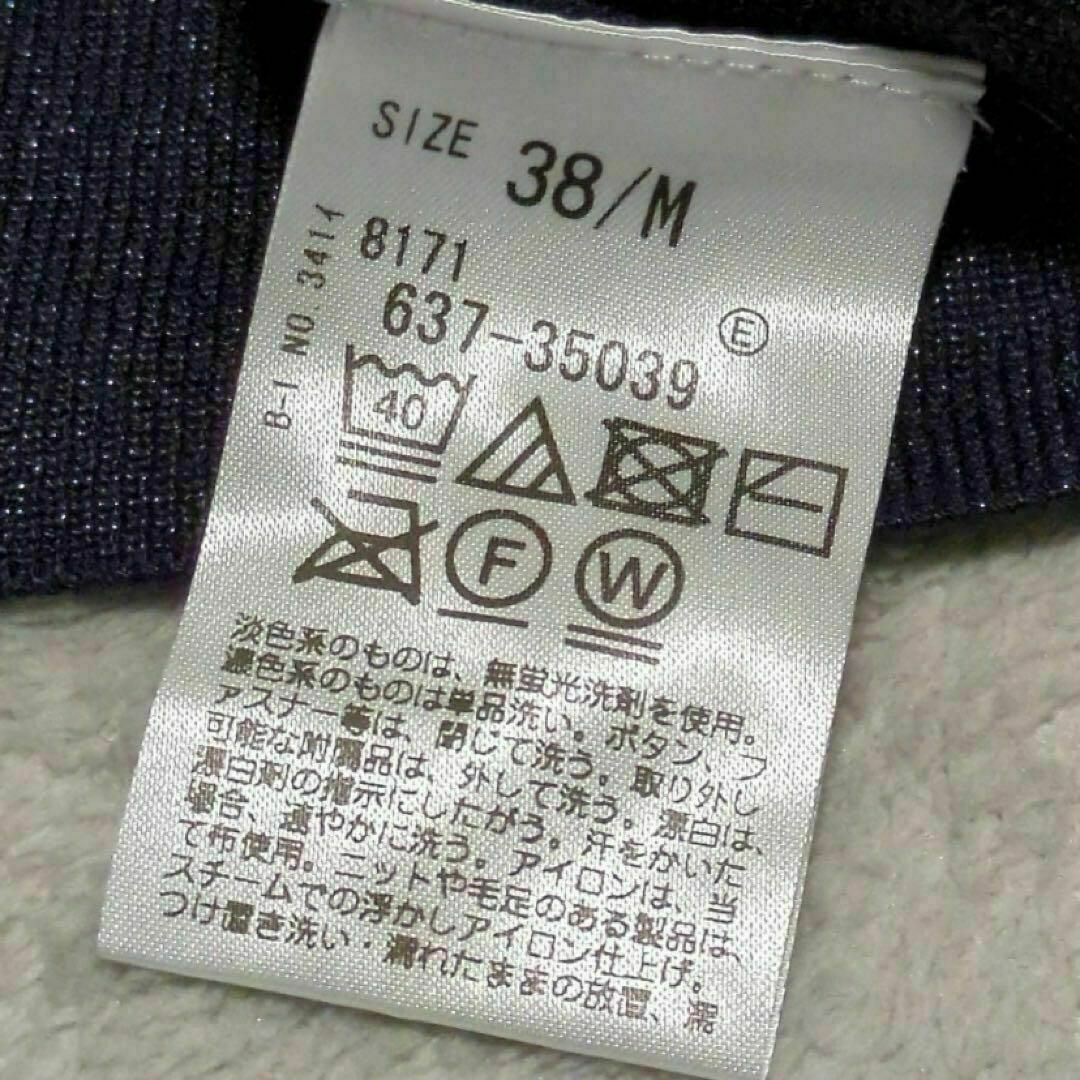 SIZE 38/M
8171
637-35039 Ⓔ
B-1 NO.3411
40
F W
淡色系のものは、無蛍光洗剤を使用。
濃色系のものは単品洗い。ボタン、フ
ァスナー等は、閉じて洗う。取り外し
可能な附属品は、外して洗う。漂白は、
漂白剤の指示にしたがう。汗をかいた
場合、速やかに洗う。アイロンは、当
て布使用。ニットや毛足のある製品は、
スチームでの浮かしアイロン仕上げ。
つけ置き洗い・濡れたままの放置、濡